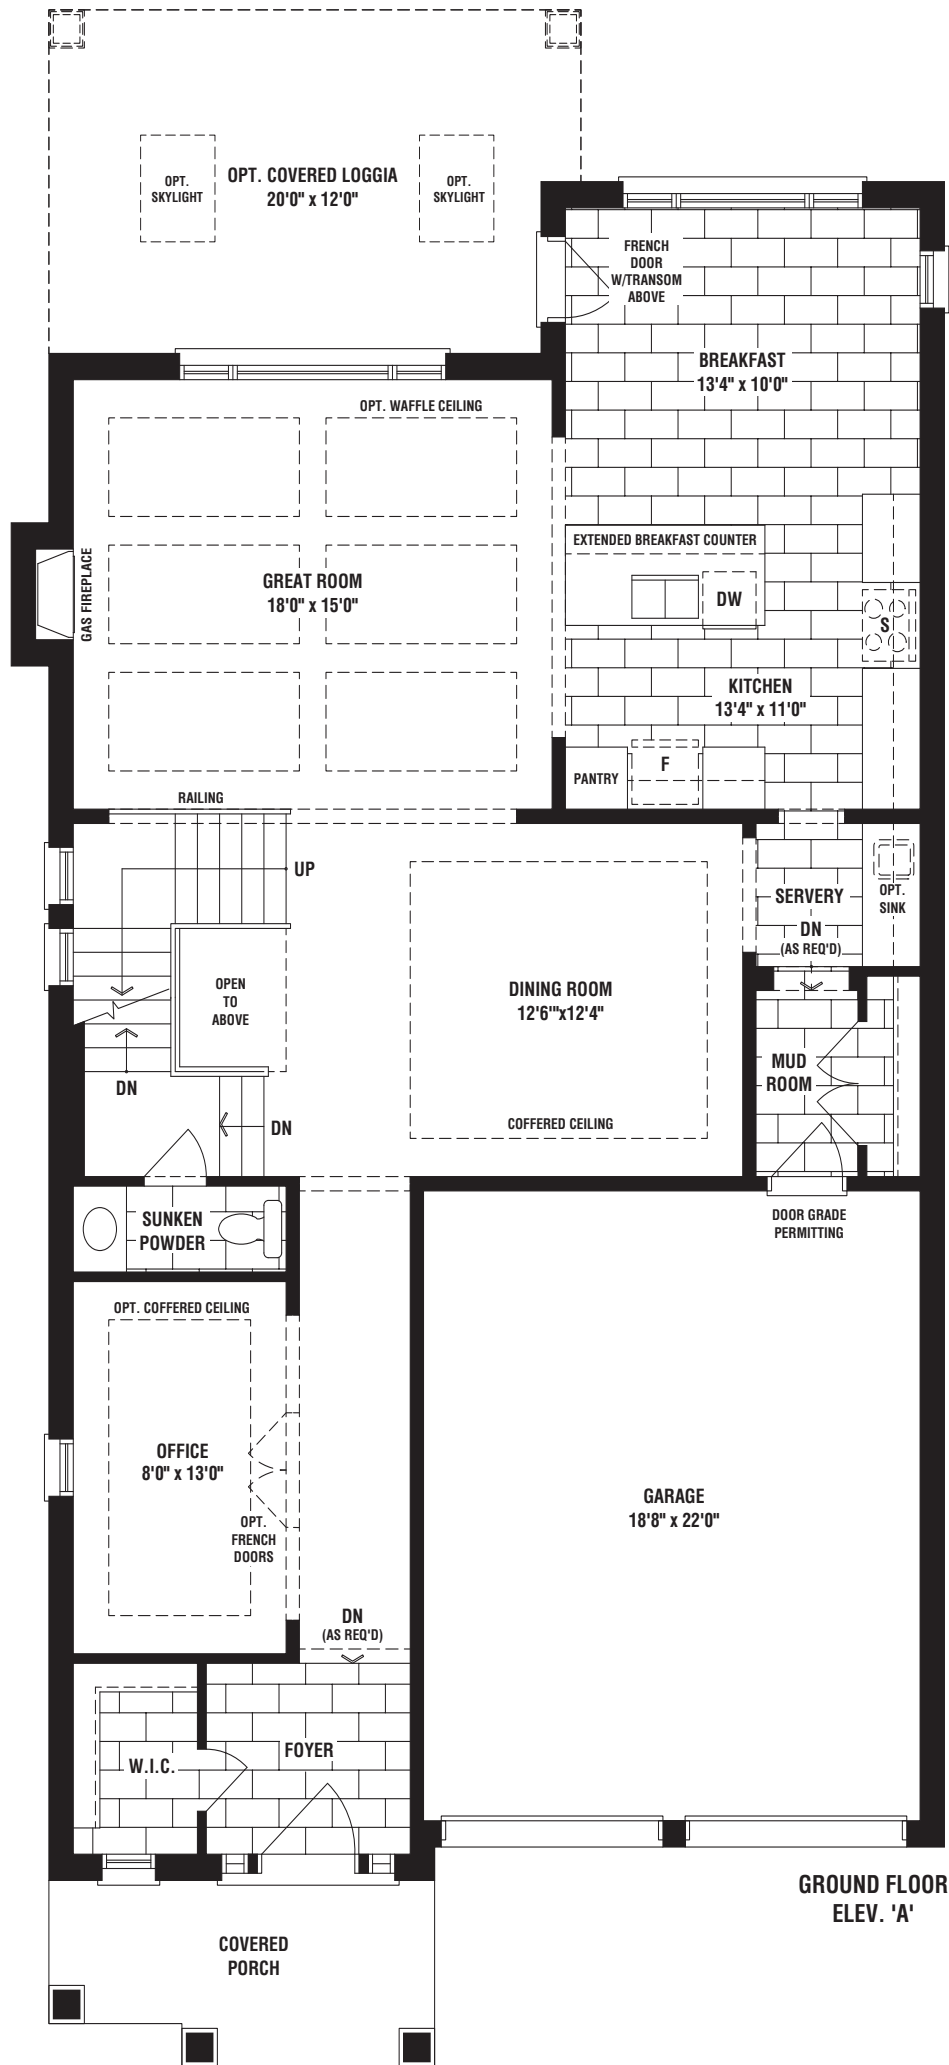 OPT. COVERED LOGGIA
20'0" x 12'0"
OPT.
SKYLIGHT
OPT.
SKYLIGHT
FRENCH
DOOR
W/TRANSOM
ABOVE
BREAKFAST
13'4" x 10'0"
OPT. WAFFLE CEILING
EXTENDED BREAKFAST COUNTER
GAS FIREPLACE
GREAT ROOM
18'0" x 15'0"
DW
S
KITCHEN
13'4" x 11'0"
F
PANTRY
RAILING
UP
SERVERY
DN
(AS REQ'D)
OPT.
SINK
OPEN
TO
ABOVE
DINING ROOM
12'6'"x12'4"
MUD
ROOM
DN
DN
COFFERED CEILING
SUNKEN
POWDER
DOOR GRADE
PERMITTING
OPT. COFFERED CEILING
OFFICE
8'0" x 13'0"
OPT.
FRENCH
DOORS
GARAGE
18'8" x 22'0"
DN
(AS REQ'D)
W.I.C.
FOYER
GROUND FLOOR
ELEV. 'A'
COVERED
PORCH